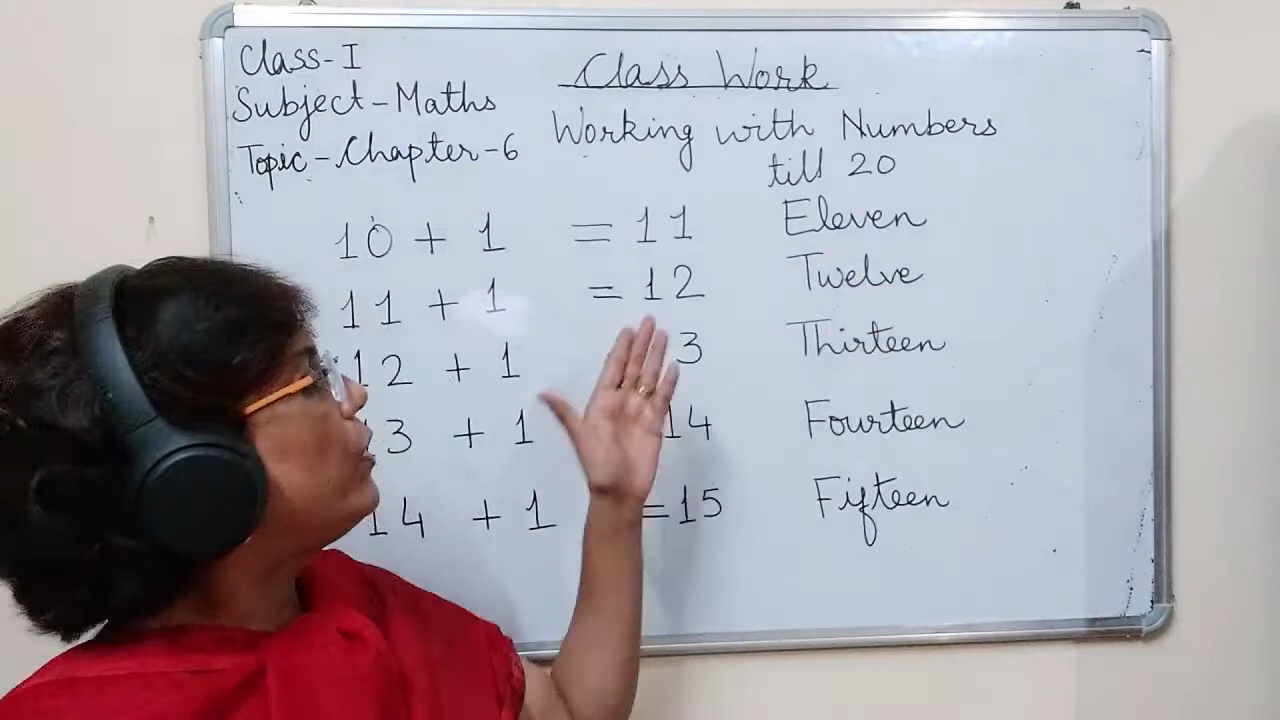 Class-I
Class Work
Subject-Maths
Topic-Chapter-6 Working with Numbers
till 20
10 + 1 = 11 Eleven
11 + 1 = 12 Twelve
12 + 1 3 Thirteen
3 + 1 14 Fourteen
14 + 1 = 15 Fifteen